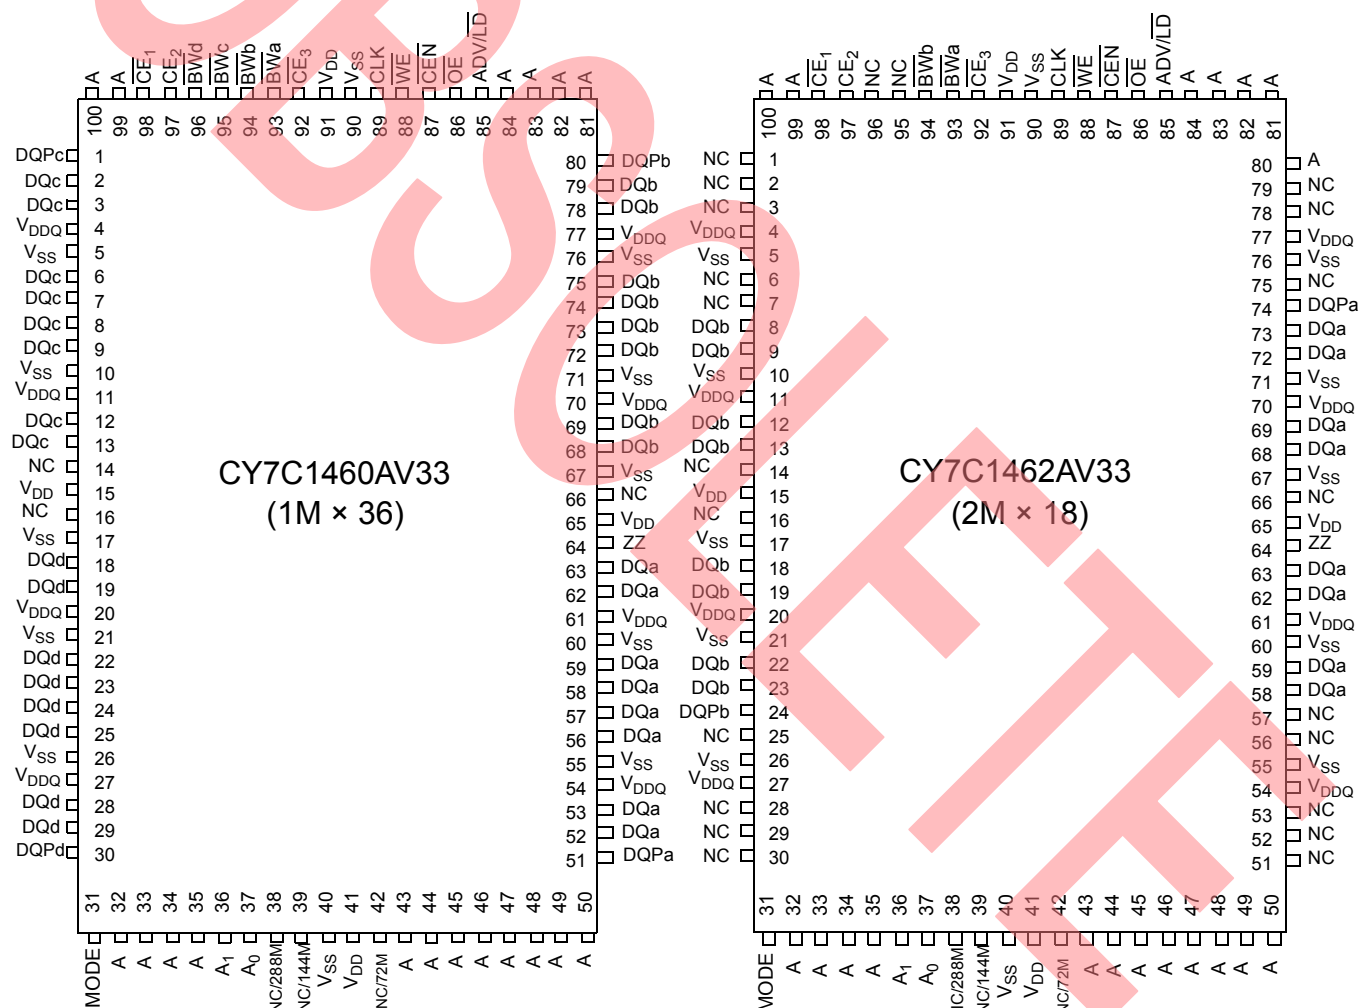 A A CE1 CE2 BWd BWc BWb BWa CE3 VDD VSS CLK WE CEN OE ADV/LD A A A A
100 99 98 97 96 95 94 93 92 91 90 89 88 87 86 85 84 83 82 81
DQPc 1 80 DQPb
DQc 2 79 DQb
DQc 3 78 DQb
VDDQ 4 77 VDDQ
VSS 5 76 VSS
DQc 6 75 DQb
DQc 7 74 DQb
DQc 8 73 DQb
DQc 9 72 DQb
VSS 10 71 VSS
VDDQ 11 70 VDDQ
DQc 12 69 DQb
DQc 13 68 DQb
NC 14 67 VSS
VDD 15 66 NC
NC 16 65 VDD
VSS 17 64 ZZ
DQd 18 63 DQa
DQd 19 62 DQa
VDDQ 20 61 VDDQ
VSS 21 60 VSS
DQd 22 59 DQa
DQd 23 58 DQa
DQd 24 57 DQa
DQd 25 56 DQa
VSS 26 55 VSS
VDDQ 27 54 VDDQ
DQd 28 53 DQa
DQd 29 52 DQa
DQPd 30 51 DQPa
CY7C1460AV33
(1M × 36)
31 32 33 34 35 36 37 38 39 40 41 42 43 44 45 46 47 48 49 50
MODE A A A A A1 A0 NC/288M NC/144M VSS VDD NC/72M A A A A A A A A
A A CE1 CE2 NC NC BWb BWa CE3 VDD VSS CLK WE CEN OE ADV/LD A A A A
100 99 98 97 96 95 94 93 92 91 90 89 88 87 86 85 84 83 82 81
NC 1 80 A
NC 2 79 NC
NC 3 78 NC
VDDQ 4 77 VDDQ
VSS 5 76 VSS
NC 6 75 NC
NC 7 74 DQPa
DQb 8 73 DQa
DQb 9 72 DQa
VSS 10 71 VSS
VDDQ 11 70 VDDQ
DQb 12 69 DQa
DQb 13 68 DQa
NC 14 67 VSS
VDD 15 66 NC
NC 16 65 VDD
VSS 17 64 ZZ
DQb 18 63 DQa
DQb 19 62 DQa
VDDQ 20 61 VDDQ
VSS 21 60 VSS
DQb 22 59 DQa
DQb 23 58 DQa
DQPb 24 57 NC
NC 25 56 NC
VSS 26 55 VSS
VDDQ 27 54 VDDQ
NC 28 53 NC
NC 29 52 NC
NC 30 51 NC
CY7C1462AV33
(2M × 18)
31 32 33 34 35 36 37 38 39 40 41 42 43 44 45 46 47 48 49 50
MODE A A A A A1 A0 NC/288M NC/144M VSS VDD NC/72M A A A A A A A A
OBSOLETE